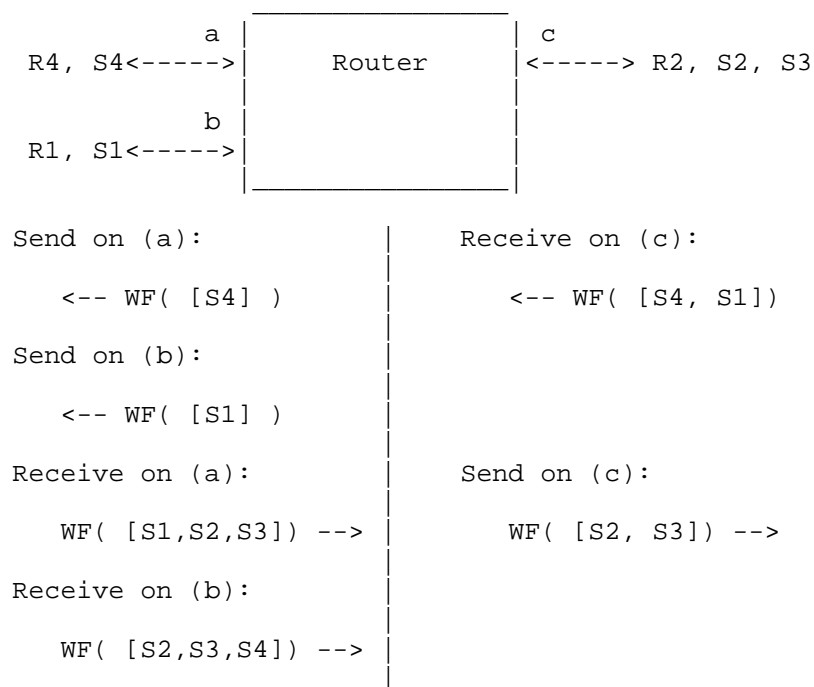 a c
R4, S4<-----> Router <-----> R2, S2, S3
b
R1, S1<----->
Send on (a): | Receive on (c):
<-- WF( [S4] ) <-- WF( [S4, S1])
Send on (b):
<-- WF( [S1] )
Receive on (a): Send on (c):
WF( [S1,S2,S3]) --> WF( [S2, S3]) -->
Receive on (b):
WF( [S2,S3,S4]) -->